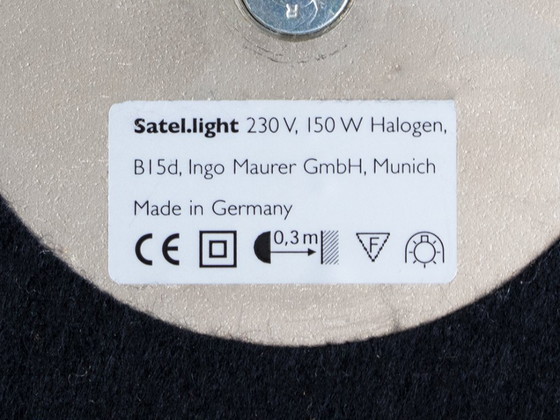 R
Satel.light 230 V, 150 W Halogen,
B15d, Ingo Maurer GmbH, Munich
Made in Germany
CE 0,3 m F